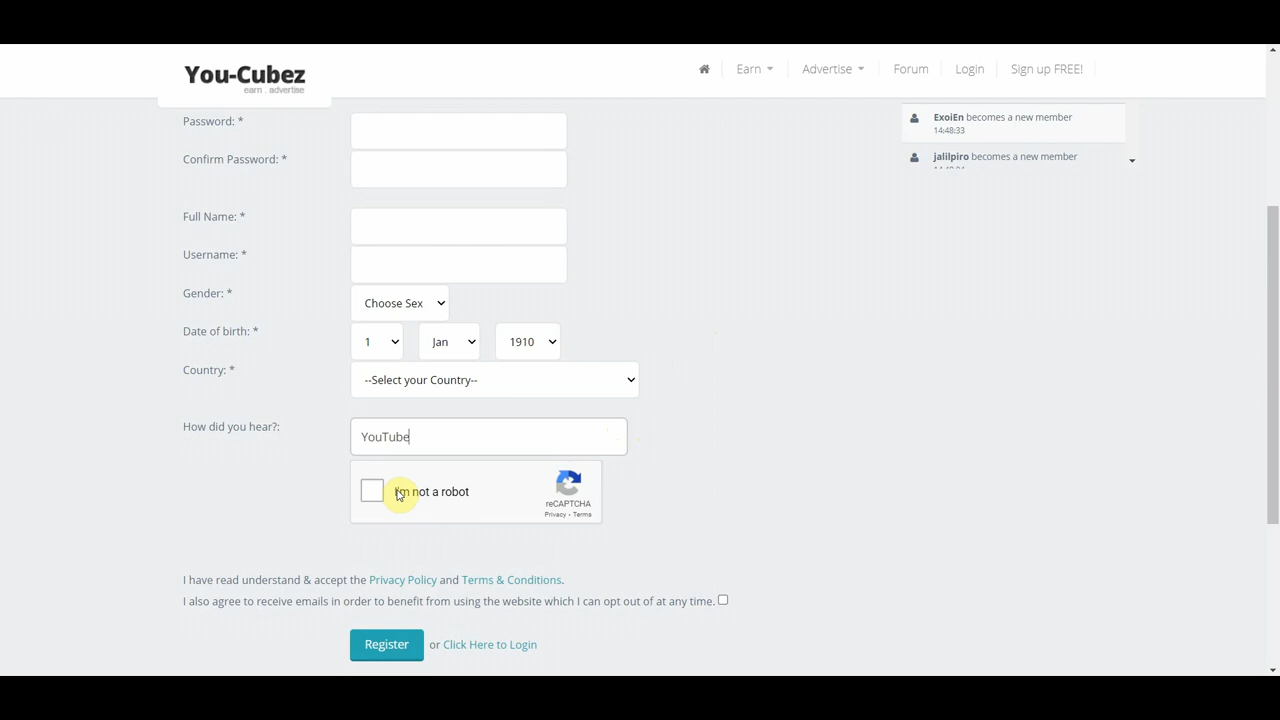 You-Cubez
earn . advertise
Earn
Advertise
Forum
Login
Sign up FREE!
Password: *
Confirm Password: *
Full Name: *
Username: *
Gender: *
Choose Sex
Date of birth: *
1 Jan 1910
Country: *
--Select your Country--
How did you hear?:
YouTube
I'm not a robot
reCAPTCHA
Privacy - Terms
I have read understand & accept the Privacy Policy and Terms & Conditions.
I also agree to receive emails in order to benefit from using the website which I can opt out of at any time.
Register or Click Here to Login
ExoiEn becomes a new member
14:48:33
jalilpiro becomes a new member